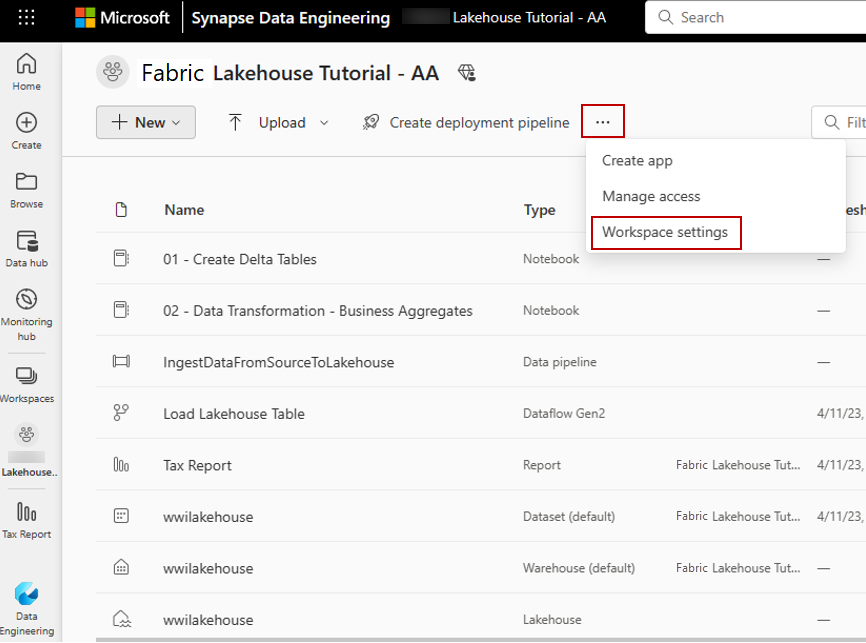 Microsoft Synapse Data Engineering Lakehouse Tutorial - AA Search
Home
Create
Browse
Data hub
Monitoring
hub
Workspaces
Lakehouse..
Tax Report
Data
Engineering
Fabric Lakehouse Tutorial - AA
New Upload Create deployment pipeline ... Filt
Create app
Manage access
Workspace settings
Name Type esh
01 - Create Delta Tables Notebook —
02 - Data Transformation - Business Aggregates Notebook —
IngestDataFromSourceToLakehouse Data pipeline —
Load Lakehouse Table Dataflow Gen2 4/11/23,
Tax Report Report Fabric Lakehouse Tut... 4/11/23,
wwilakehouse Dataset (default) Fabric Lakehouse Tut... 4/11/23,
wwilakehouse Warehouse (default) Fabric Lakehouse Tut... —
wwilakehouse Lakehouse —